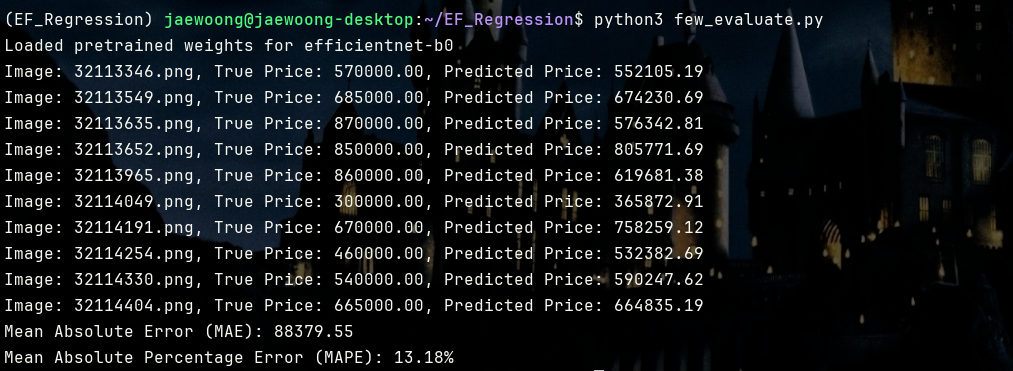 (EF_Regression) jaewoong@jaewoong-desktop:~/EF_Regression$ python3 few_evaluate.py
Loaded pretrained weights for efficientnet-b0
Image: 32113346.png, True Price: 570000.00, Predicted Price: 552105.19
Image: 32113549.png, True Price: 685000.00, Predicted Price: 674230.69
Image: 32113635.png, True Price: 870000.00, Predicted Price: 576342.81
Image: 32113652.png, True Price: 850000.00, Predicted Price: 805771.69
Image: 32113965.png, True Price: 860000.00, Predicted Price: 619681.38
Image: 32114049.png, True Price: 300000.00, Predicted Price: 365872.91
Image: 32114191.png, True Price: 670000.00, Predicted Price: 758259.12
Image: 32114254.png, True Price: 460000.00, Predicted Price: 532382.69
Image: 32114330.png, True Price: 540000.00, Predicted Price: 590247.62
Image: 32114404.png, True Price: 665000.00, Predicted Price: 664835.19
Mean Absolute Error (MAE): 88379.55
Mean Absolute Percentage Error (MAPE): 13.18%